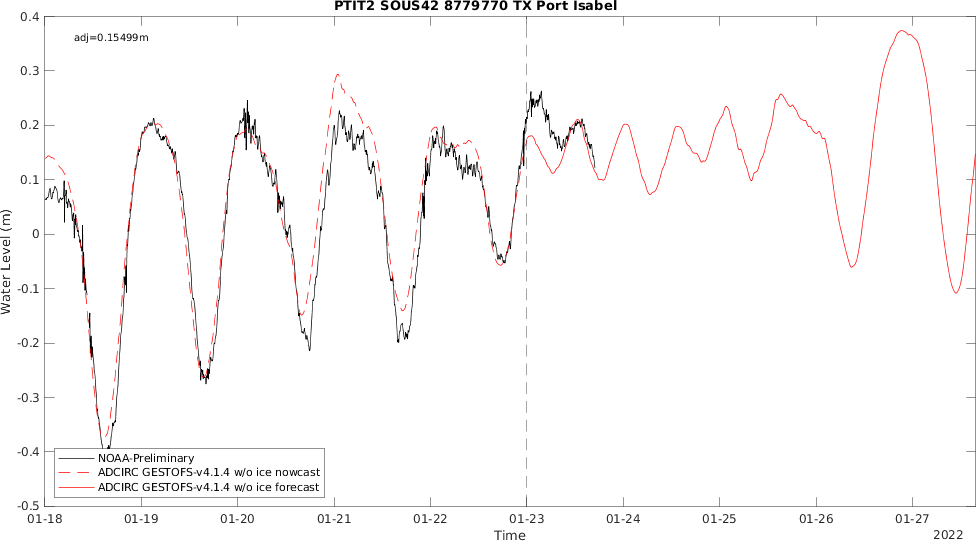 PTIT2 SOUS42 8779770 TX Port Isabel
adj=0.15499m
0.4
0.3
0.2
0.1
0
-0.1
-0.2
-0.3
-0.4
-0.5
Water Level (m)
NOAA-Preliminary
ADCIRC GESTOFS-v4.1.4 w/o ice nowcast
ADCIRC GESTOFS-v4.1.4 w/o ice forecast
01-18 01-19 01-20 01-21 01-22 01-23 01-24 01-25 01-26 01-27
Time
2022